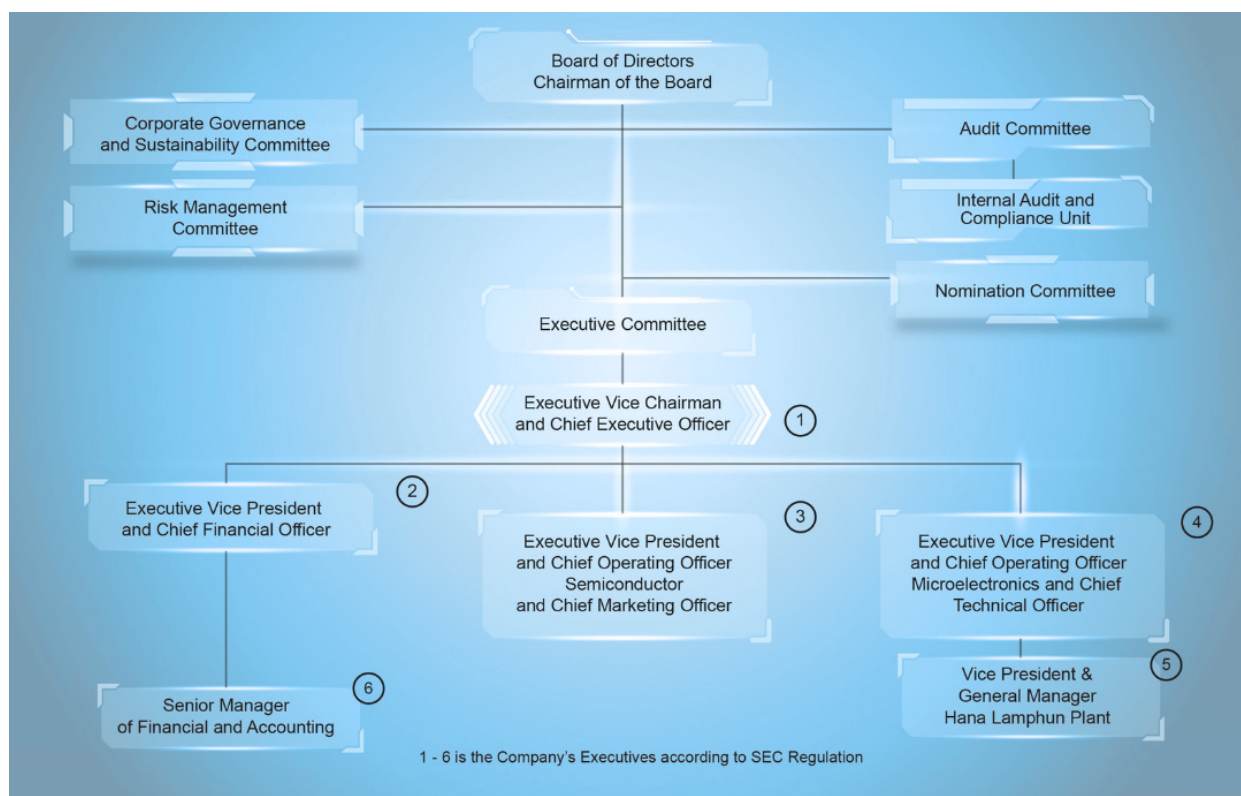 Board of Directors
Chairman of the Board
Corporate Governance
and Sustainability Committee
Audit Committee
Risk Management
Committee
Internal Audit and
Compliance Unit
Nomination Committee
Executive Committee
Executive Vice Chairman
and Chief Executive Officer
1
2
Executive Vice President
and Chief Financial Officer
3
Executive Vice President
and Chief Operating Officer
Semiconductor
and Chief Marketing Officer
4
Executive Vice President
and Chief Operating Officer
Microelectronics and Chief
Technical Officer
5
Vice President &
General Manager
Hana Lamphun Plant
6
Senior Manager
of Financial and Accounting
1 - 6 is the Company's Executives according to SEC Regulation